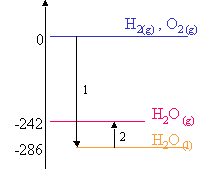 H₂(g) , O₂(g)
0
1
H₂O (g)
-242
2
H₂O (l)
-286